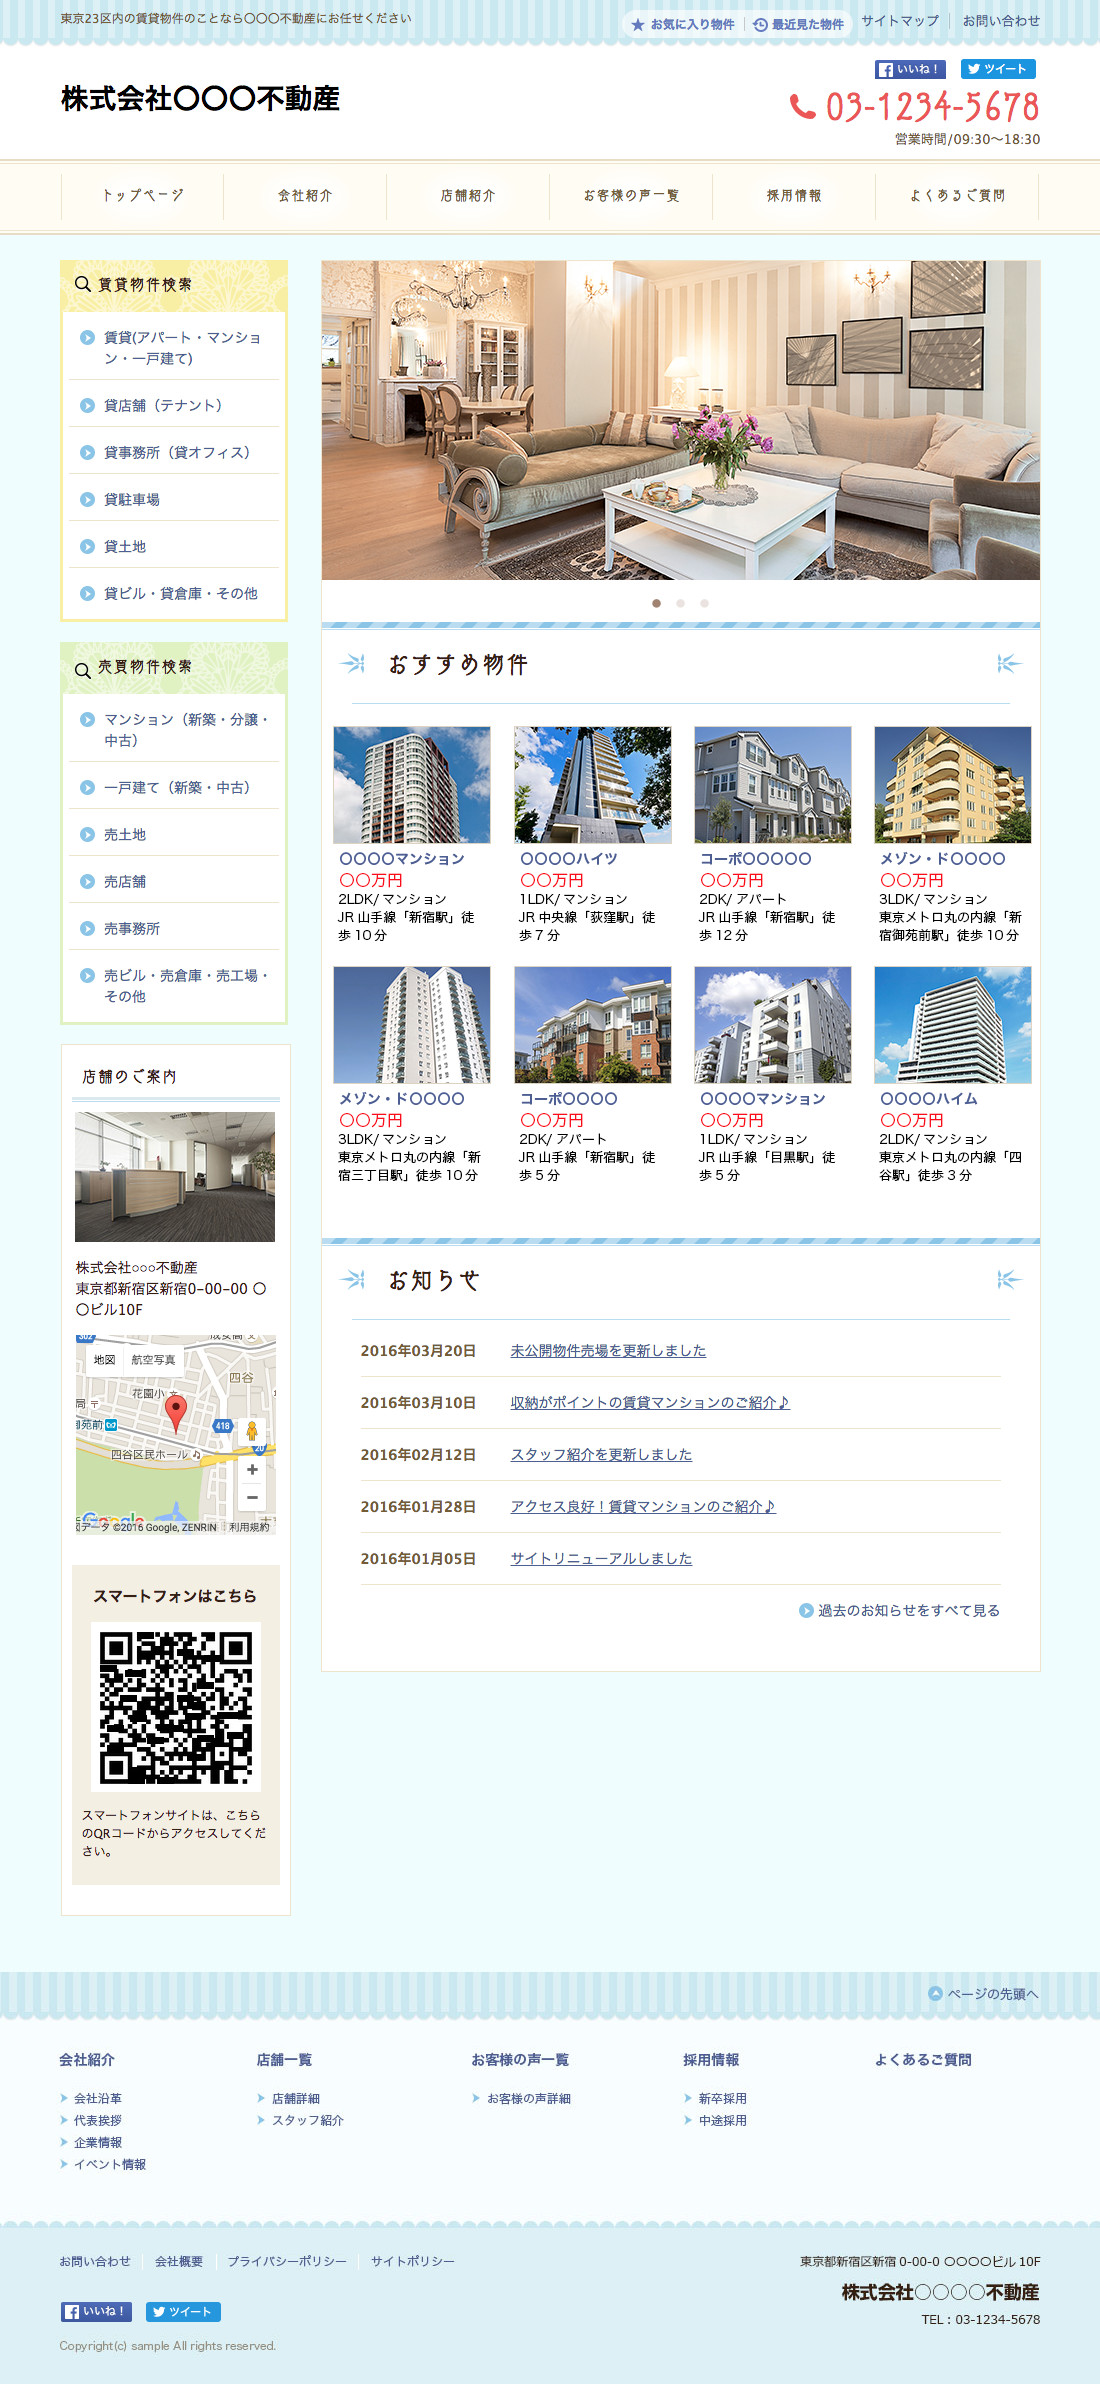 東京23区内の賃貸物件のことなら〇〇〇不動産にお任せください
お気に入り物件
最近見た物件
サイトマップ
お問い合わせ
いいね！
ツイート
株式会社〇〇〇不動産
03-1234-5678
営業時間/09:30〜18:30
トップページ
会社紹介
店舗紹介
お客様の声一覧
採用情報
よくあるご質問
賃貸物件検索
賃貸(アパート・マンショ
ン・一戸建て)
貸店舗（テナント）
貸事務所（貸オフィス）
貸駐車場
貸土地
貸ビル・貸倉庫・その他
売買物件検索
マンション（新築・分譲・
中古）
一戸建て（新築・中古）
売土地
売店舗
売事務所
売ビル・売倉庫・売工場・
その他
店舗のご案内
株式会社○○○不動産
東京都新宿区新宿0−00−00 〇
〇ビル10F
地図
航空写真
四谷
花園小
局
御苑前
418
四谷区民ホール
20
図データ ©2016 Google, ZENRIN
利用規約
Google
スマートフォンはこちら
スマートフォンサイトは、こちら
のQRコードからアクセスしてくだ
さい。
おすすめ物件
〇〇〇〇マンション
〇〇万円
2LDK/ マンション
JR 山手線「新宿駅」徒
歩 10 分
〇〇〇〇ハイツ
〇〇万円
1LDK/ マンション
JR 中央線「荻窪駅」徒
歩 7 分
コーポ〇〇〇〇〇
〇〇万円
2DK/ アパート
JR 山手線「新宿駅」徒
歩 12 分
メゾン・ド〇〇〇〇
〇〇万円
3LDK/ マンション
東京メトロ丸の内線「新
宿御苑前駅」徒歩 10 分
メゾン・ド〇〇〇〇
〇〇万円
3LDK/ マンション
東京メトロ丸の内線「新
宿三丁目駅」徒歩 10 分
コーポ〇〇〇〇
〇〇万円
2DK/ アパート
JR 山手線「新宿駅」徒
歩 5 分
〇〇〇〇マンション
〇〇万円
1LDK/ マンション
JR 山手線「目黒駅」徒
歩 5 分
〇〇〇〇ハイム
〇〇万円
2LDK/ マンション
東京メトロ丸の内線「四
谷駅」徒歩 3 分
お知らせ
2016年03月20日 未公開物件売場を更新しました
2016年03月10日 収納がポイントの賃貸マンションのご紹介♪
2016年02月12日 スタッフ紹介を更新しました
2016年01月28日 アクセス良好！賃貸マンションのご紹介♪
2016年01月05日 サイトリニューアルしました
過去のお知らせをすべて見る
ページの先頭へ
会社紹介
会社沿革
代表挨拶
企業情報
イベント情報
店舗一覧
店舗詳細
スタッフ紹介
お客様の声一覧
お客様の声詳細
採用情報
新卒採用
中途採用
よくあるご質問
お問い合わせ
会社概要
プライバシーポリシー
サイトポリシー
いいね！
ツイート
Copyright(c) sample All rights reserved.
東京都新宿区新宿 0-00-0 〇〇〇〇ビル 10F
株式会社〇〇〇〇不動産
TEL : 03-1234-5678